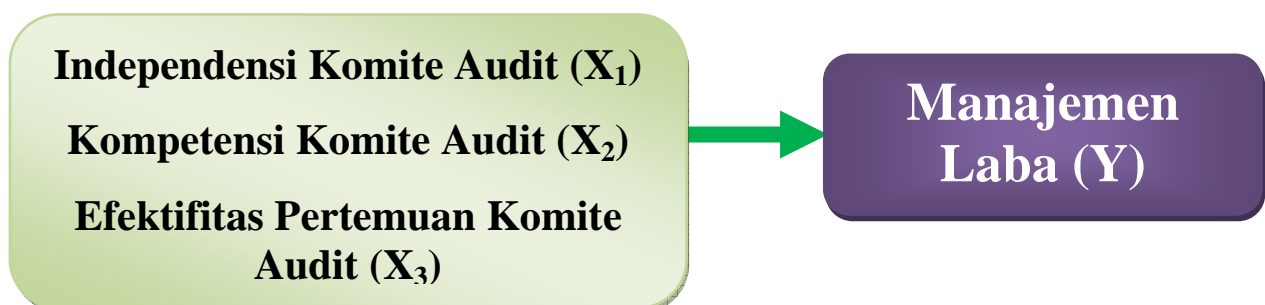 Independensi Komite Audit (X₁)
Kompetensi Komite Audit (X₂)
Efektifitas Pertemuan Komite
Audit (X₃)
Manajemen
Laba (Y)